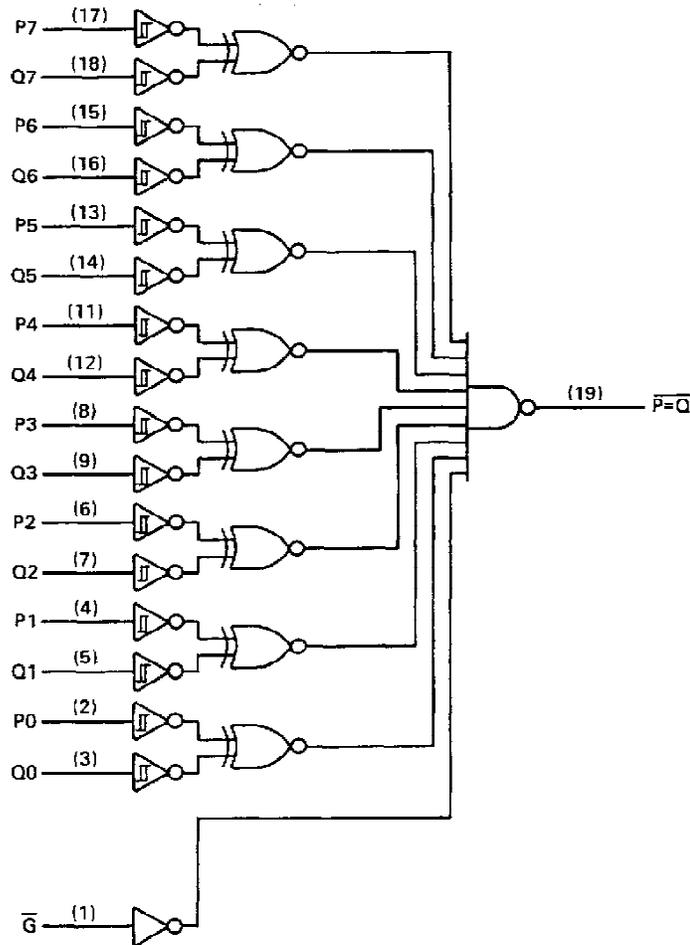 P7 (17)
Q7 (18)
P6 (15)
Q6 (16)
P5 (13)
Q5 (14)
P4 (11)
Q4 (12)
P3 (8)
Q3 (9)
P2 (6)
Q2 (7)
P1 (4)
Q1 (5)
P0 (2)
Q0 (3)
G̅ (1)
(19) P̅=̅Q̅